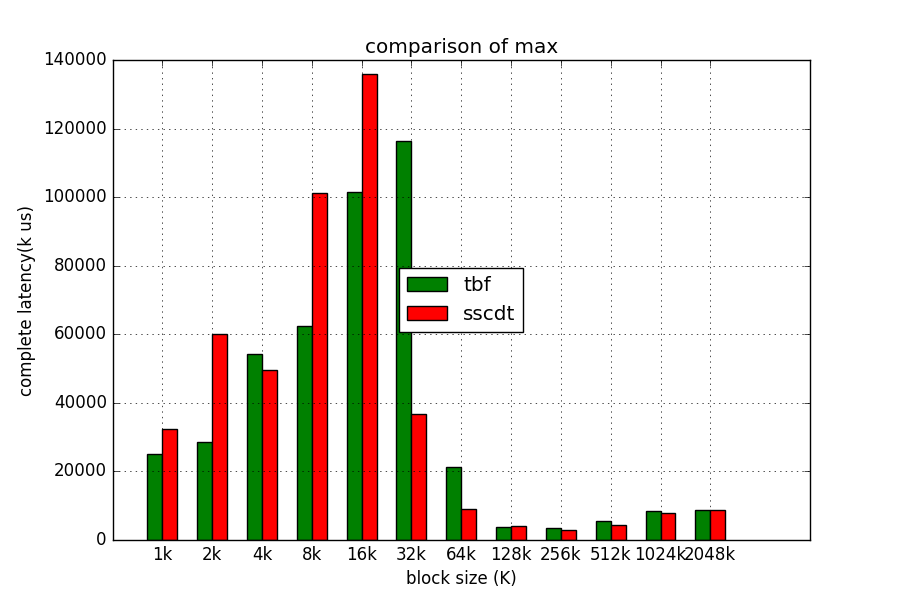 comparison of max
140000
120000
100000
80000
60000
40000
20000
0
complete latency(k us)
tbf
sscdt
1k 2k 4k 8k 16k 32k 64k 128k 256k 512k 1024k 2048k
block size (K)